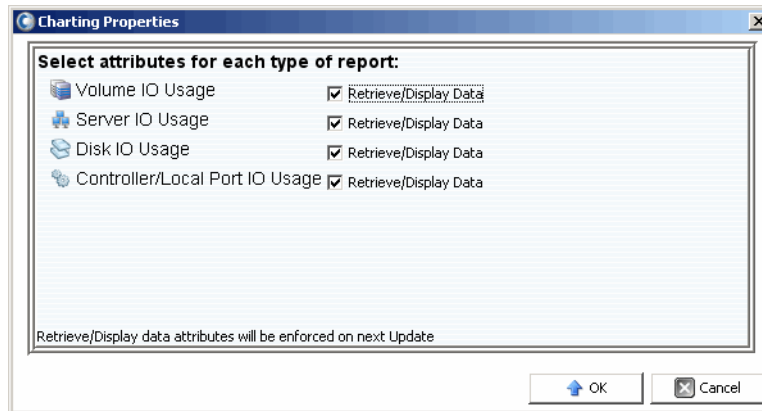 Charting Properties
Select attributes for each type of report:
Volume IO Usage Retrieve/Display Data
Server IO Usage Retrieve/Display Data
Disk IO Usage Retrieve/Display Data
Controller/Local Port IO Usage Retrieve/Display Data
Retrieve/Display data attributes will be enforced on next Update
OK Cancel